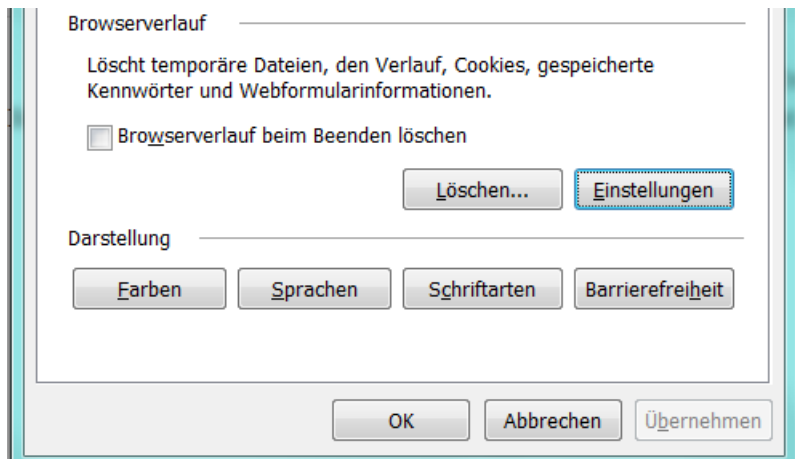 Browserverlauf
Löscht temporäre Dateien, den Verlauf, Cookies, gespeicherte
Kennwörter und Webformularinformationen.
Browserverlauf beim Beenden löschen
Löschen... Einstellungen
Darstellung
Farben Sprachen Schriftarten Barrierefreiheit
OK Abbrechen Übernehmen